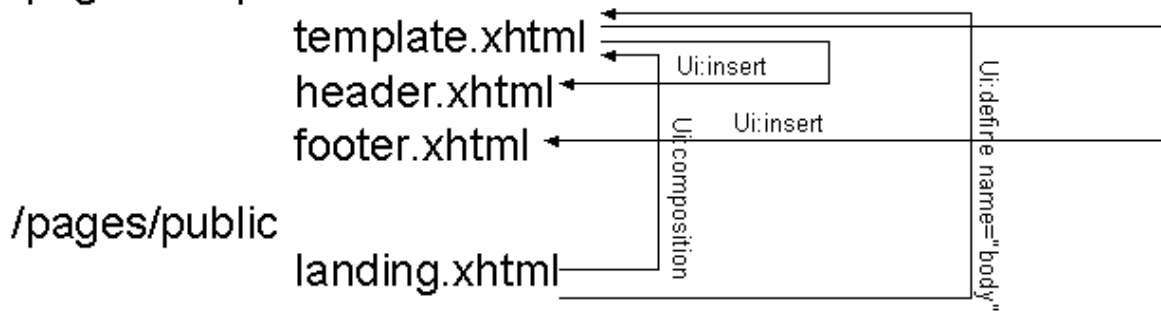 template.xhtml
Ui:insert
header.xhtml
Ui:insert
footer.xhtml
Ui:composition
Ui:define name="body"
/pages/public
landing.xhtml